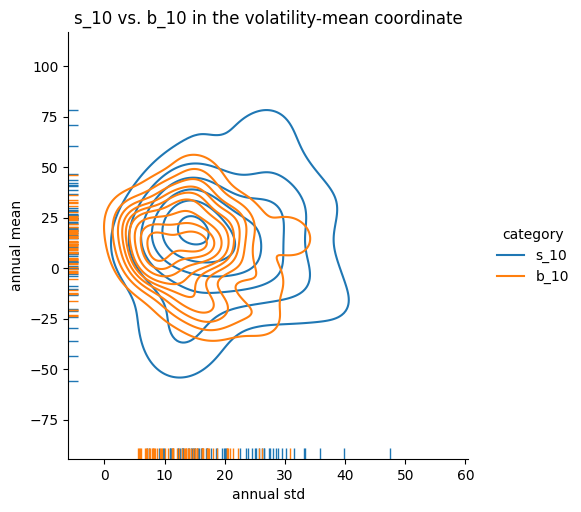 s_10 vs. b_10 in the volatility-mean coordinate
100
75
50
25
0
−25
−50
−75
annual mean
0
10
20
30
40
50
60
annual std
category
s_10
b_10